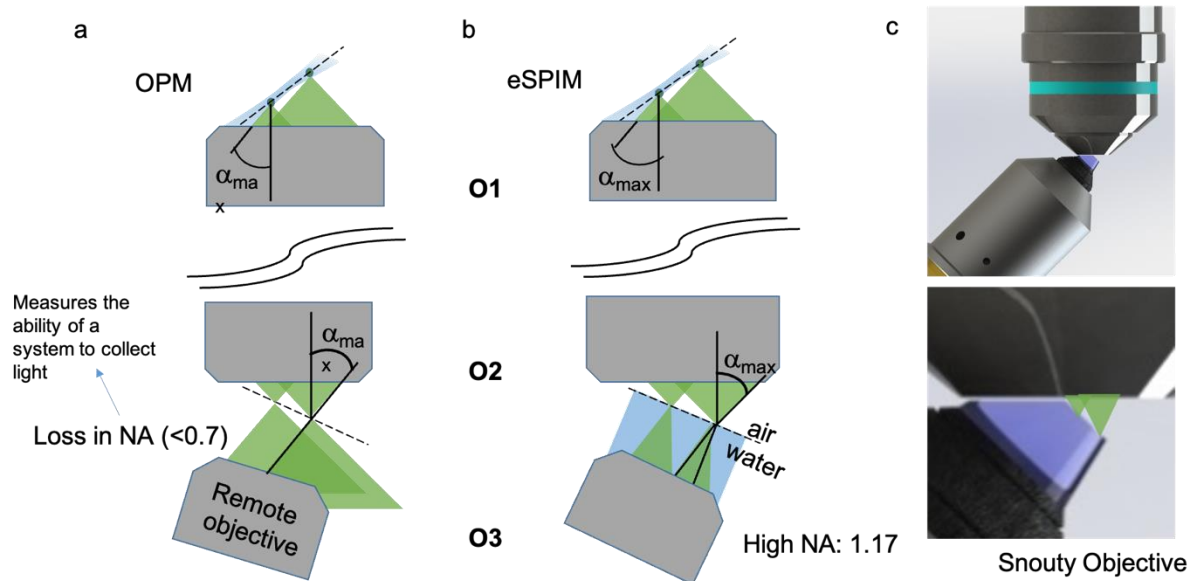 a
OPM
αma
x
b
eSPIM
αmax
O1
c
Measures the
ability of a
system to collect
light
Loss in NA (<0.7)
αma
x
Remote
objective
O2
αmax
air
water
O3
High NA: 1.17
Snouty Objective